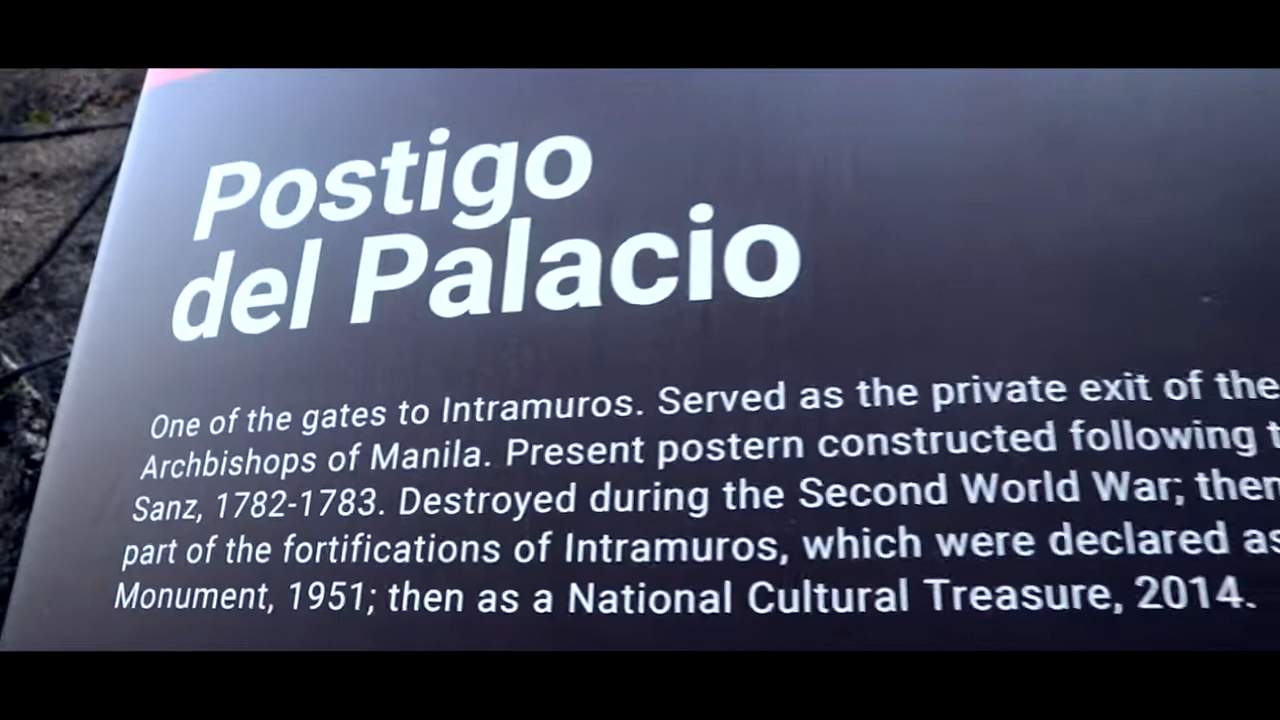 Postigo
del Palacio
One of the gates to Intramuros. Served as the private exit of the
Archbishops of Manila. Present postern constructed following
Sanz, 1782-1783. Destroyed during the Second World War; then
part of the fortifications of Intramuros, which were declared as
Monument, 1951; then as a National Cultural Treasure, 2014.